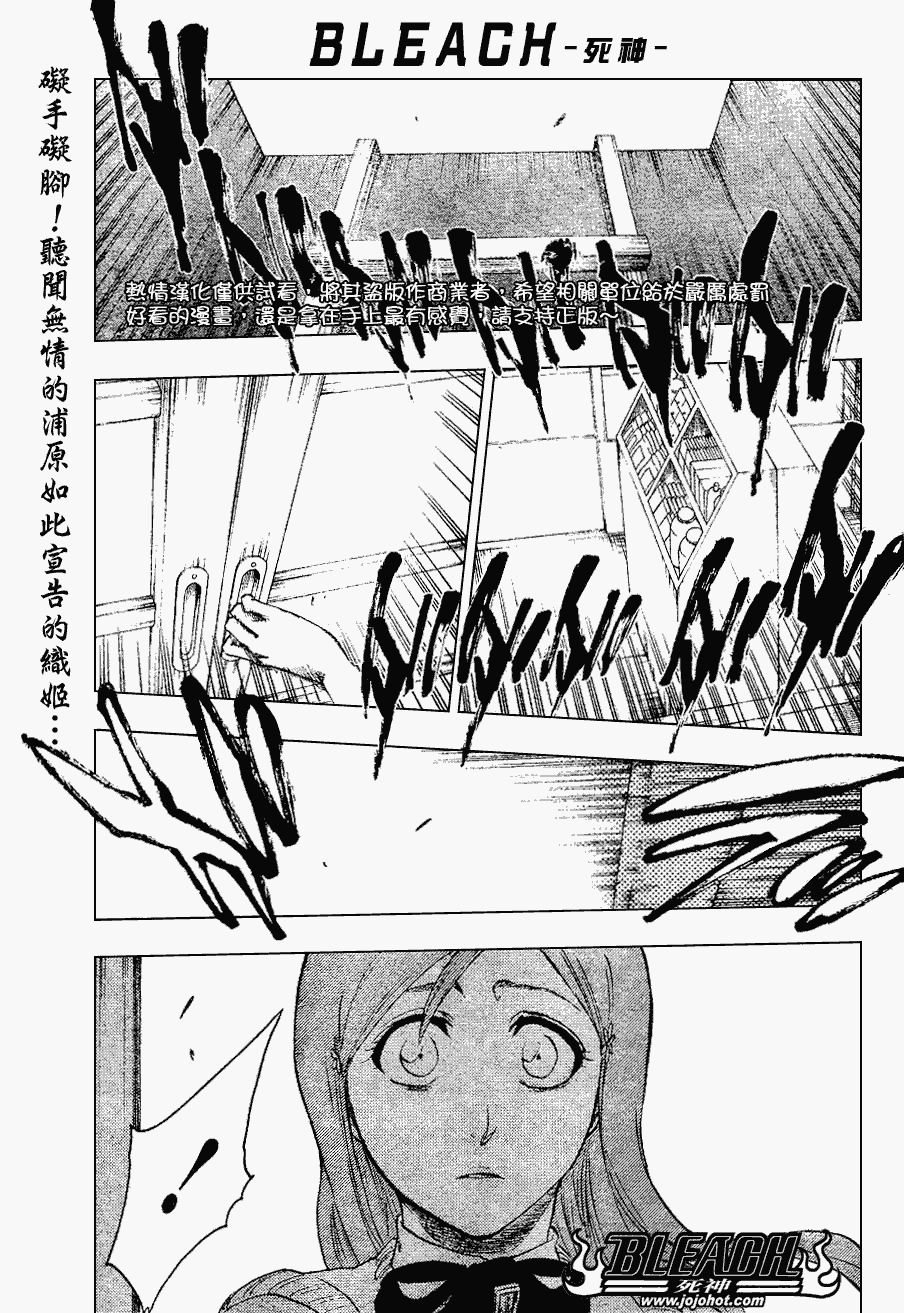 BLEACH-死神-
礙手礙腳！聽聞無情的浦原如此宣告的織姬…
熱情漢化僅供試看，將其盜版作商業者，希望相關單位給於嚴厲處罰
好看的漫畫，還是拿在手上最有感覺，請支持正版～
！
BLEACH
死神
www.jojohot.com